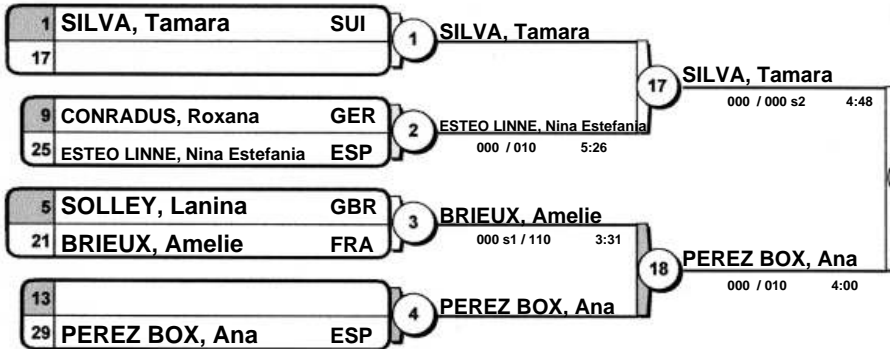 1 SILVA, Tamara SUI
17
1
SILVA, Tamara
9 CONRADUS, Roxana GER
25 ESTEO LINNE, Nina Estefania ESP
2
ESTEO LINNE, Nina Estefania
000 / 010 5:26
17
SILVA, Tamara
000 / 000 s2 4:48
5 SOLLEY, Lanina GBR
21 BRIEUX, Amelie FRA
3
BRIEUX, Amelie
000 s1 / 110 3:31
13
29 PEREZ BOX, Ana ESP
4
PEREZ BOX, Ana
18
PEREZ BOX, Ana
000 / 010 4:00